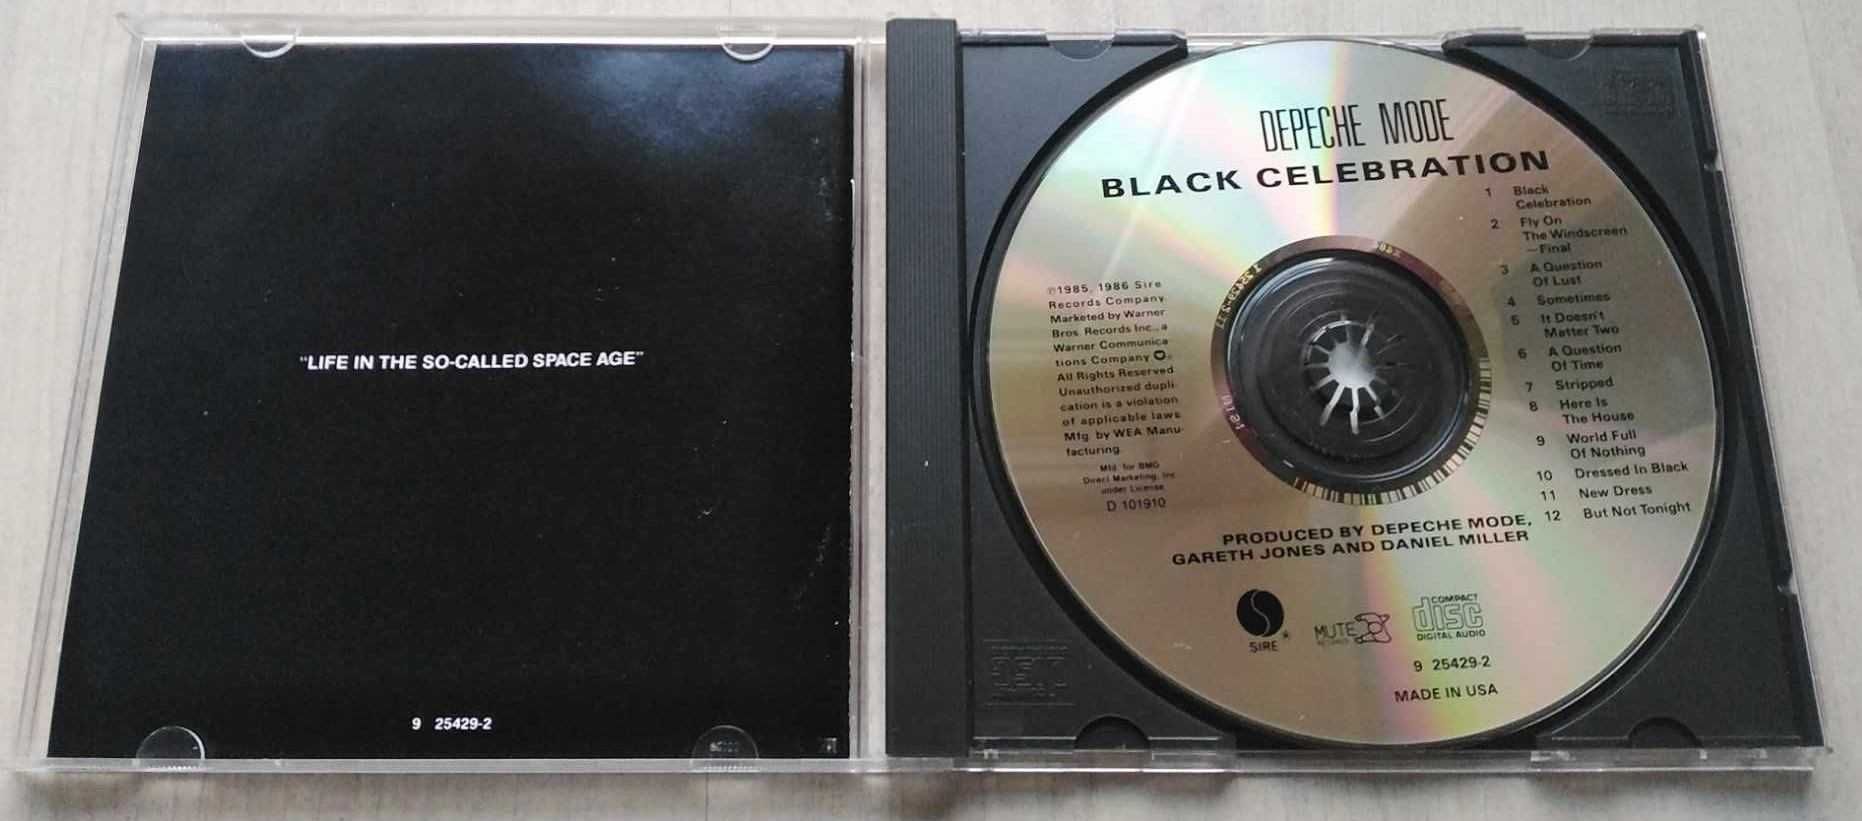 "LIFE IN THE SO-CALLED SPACE AGE"
9 25429-2
DEPECHE MODE
BLACK CELEBRATION
1 Black
Celebration
2 Fly On
The Windscreen
—Final
3 A Question
Of Lust
4 Sometimes
5 It Doesn't
Matter Two
6 A Question
Of Time
7 Stripped
8 Here Is
The House
9 World Full
Of Nothing
10 Dressed In Black
11 New Dress
12 But Not Tonight
℗1985, 1986 Sire
Records Company
Marketed by Warner
Bros. Records Inc., a
Warner Communica
tions Company
All Rights Reserved
Unauthorized dupli-
cation is a violation
of applicable laws
Mfg. by WEA Manu-
facturing.
Mfd. for BMG
Direct Marketing, Inc.
under License
D 101910
PRODUCED BY DEPECHE MODE,
GARETH JONES AND DANIEL MILLER
SIRE ®
MUTE
RECORDS
COMPACT
disc
DIGITAL AUDIO
9 25429-2
MADE IN USA